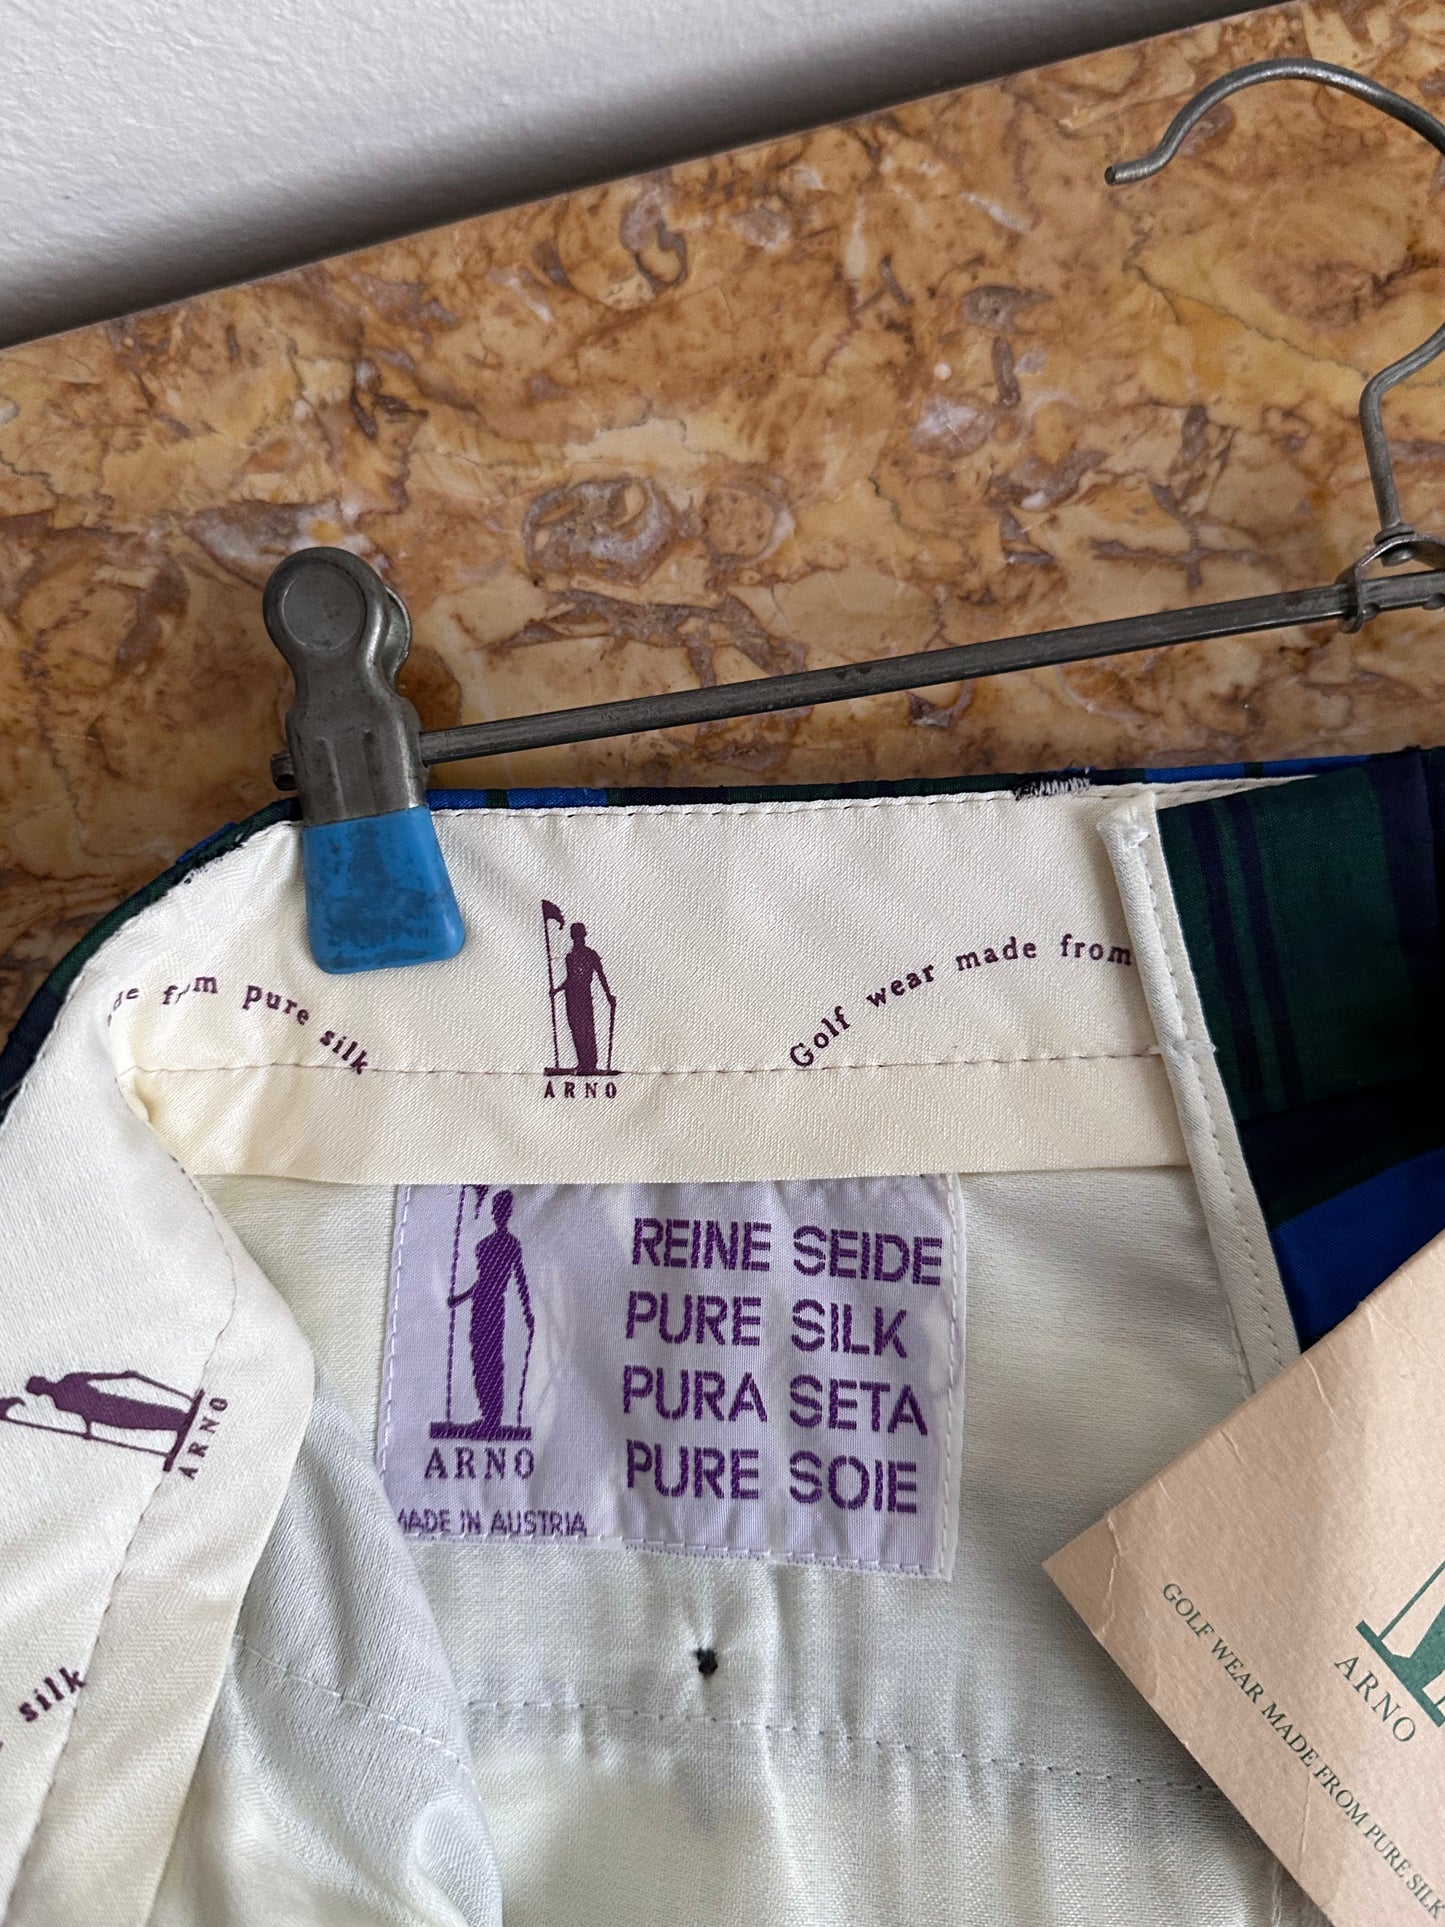 from pure silk
ARNO
Golf wear made from
REINE SEIDE
PURE SILK
PURA SETA
PURE SOIE
ARNO
MADE IN AUSTRIA
ARNO
silk
ARNO
GOLF WEAR MADE FROM PURE SILK